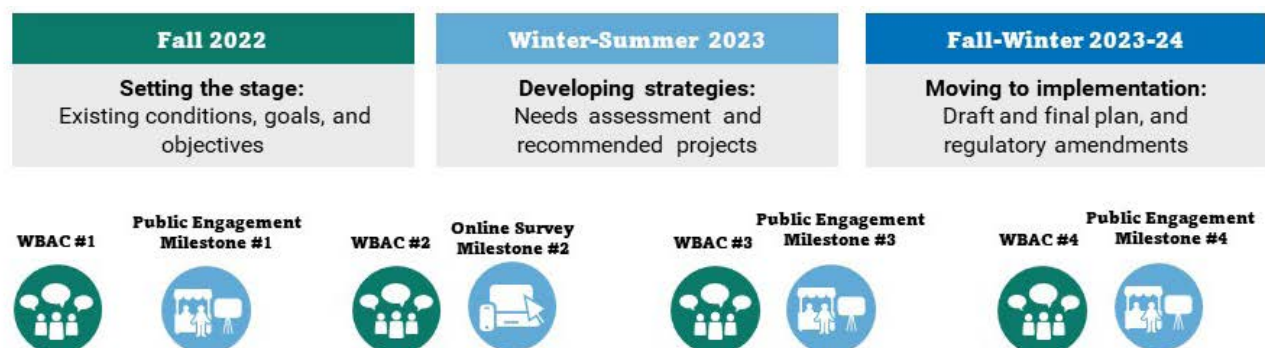 Fall 2022
Setting the stage:
Existing conditions, goals, and
objectives
Winter-Summer 2023
Developing strategies:
Needs assessment and
recommended projects
Fall-Winter 2023-24
Moving to implementation:
Draft and final plan, and
regulatory amendments
WBAC #1
Public Engagement
Milestone #1
WBAC #2
Online Survey
Milestone #2
WBAC #3
Public Engagement
Milestone #3
WBAC #4
Public Engagement
Milestone #4